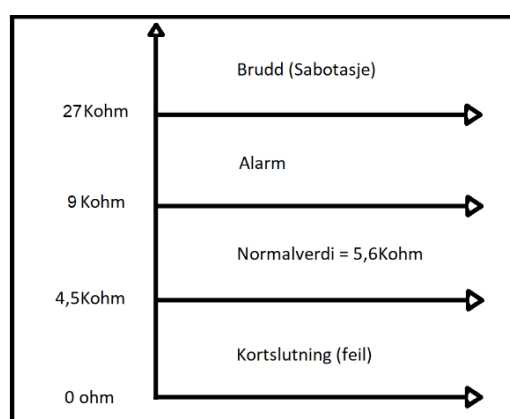 Brudd (Sabotasje)
27Kohm
Alarm
9 Kohm
Normalverdi = 5,6Kohm
4,5Kohm
Kortslutning (feil)
0 ohm